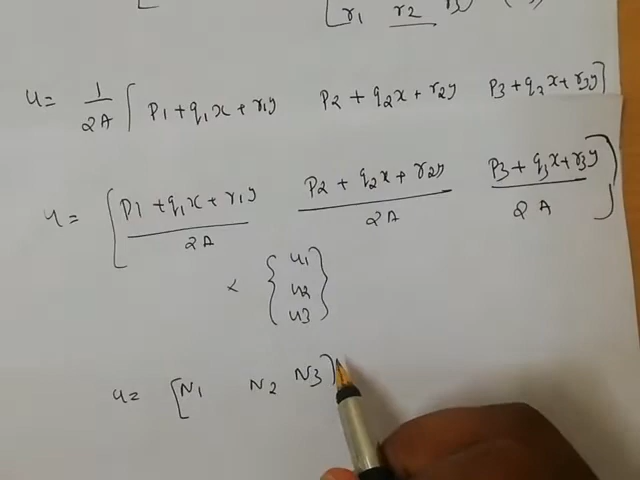 r1 r2 r3
u= 1/2A [ P1+q1x+r1y P2+q2x+r2y P3+q3x+r3y ]
u= [ P1+q1x+r1y/2A P2+q2x+r2y/2A P3+q3x+r3y/2A ]
× { u1
u2
u3 }
u= [N1 N2 N3]